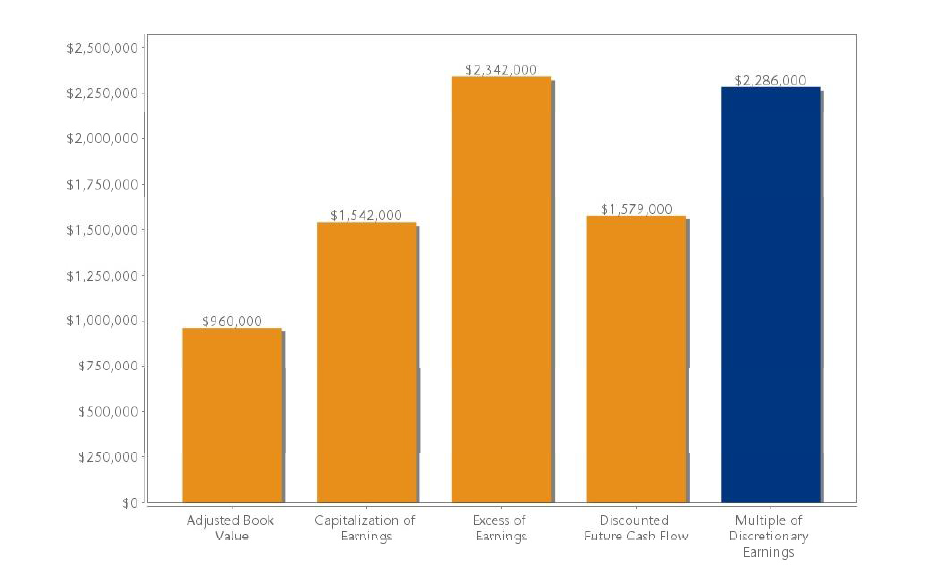 $2,500,000
$2,250,000
$2,000,000
$1,750,000
$1,500,000
$1,250,000
$1,000,000
$750,000
$500,000
$250,000
$0
$960,000
$1,542,000
$2,342,000
$1,579,000
$2,286,000
Adjusted Book
Value
Capitalization of
Earnings
Excess of
Earnings
Discounted
Future Cash Flow
Multiple of
Discretionary
Earnings